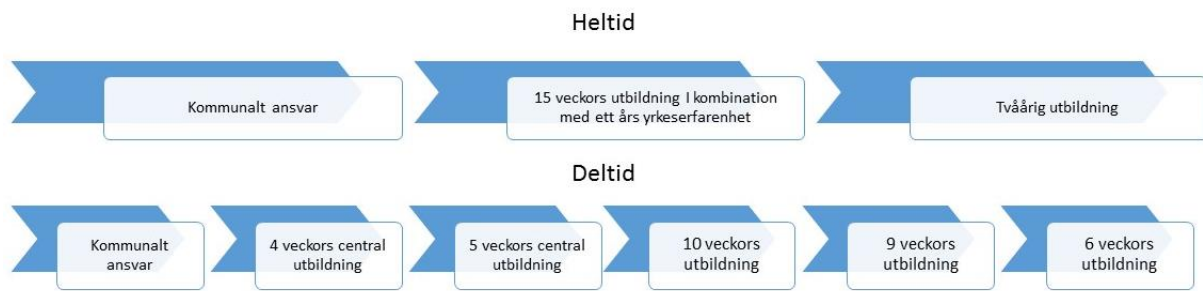 Heltid
Kommunalt ansvar
15 veckors utbildning I kombination
med ett års yrkeserfarenhet
Tvåårig utbildning
Deltid
Kommunalt
ansvar
4 veckors central
utbildning
5 veckors central
utbildning
10 veckors
utbildning
9 veckors
utbildning
6 veckors
utbildning